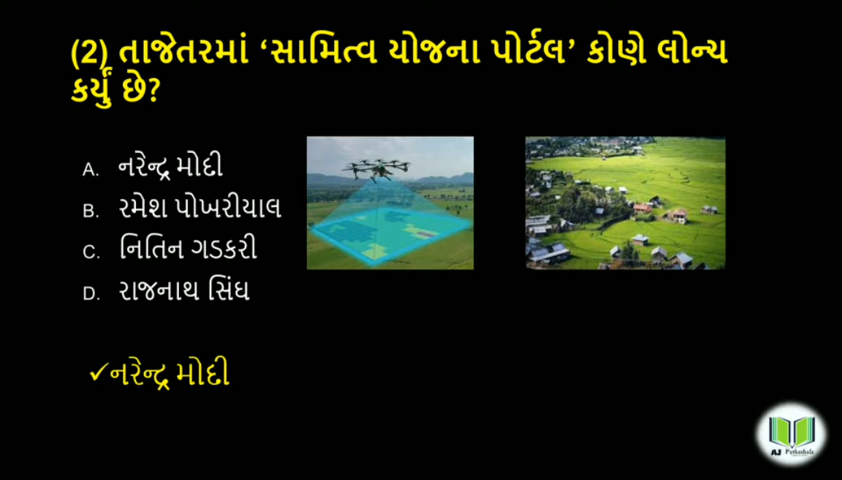 (2) તાજેતરમાં ‘સામિત્વ યોજના પોર્ટલ’ કોણે લોન્ચ
કર્યું છે?
A. નરેન્દ્ર મોદી
B. રમેશ પોખરીયાલ
C. નિતિન ગડકરી
D. રાજનાથ સિંઘ
✓નરેન્દ્ર મોદી
AJ Pathshala